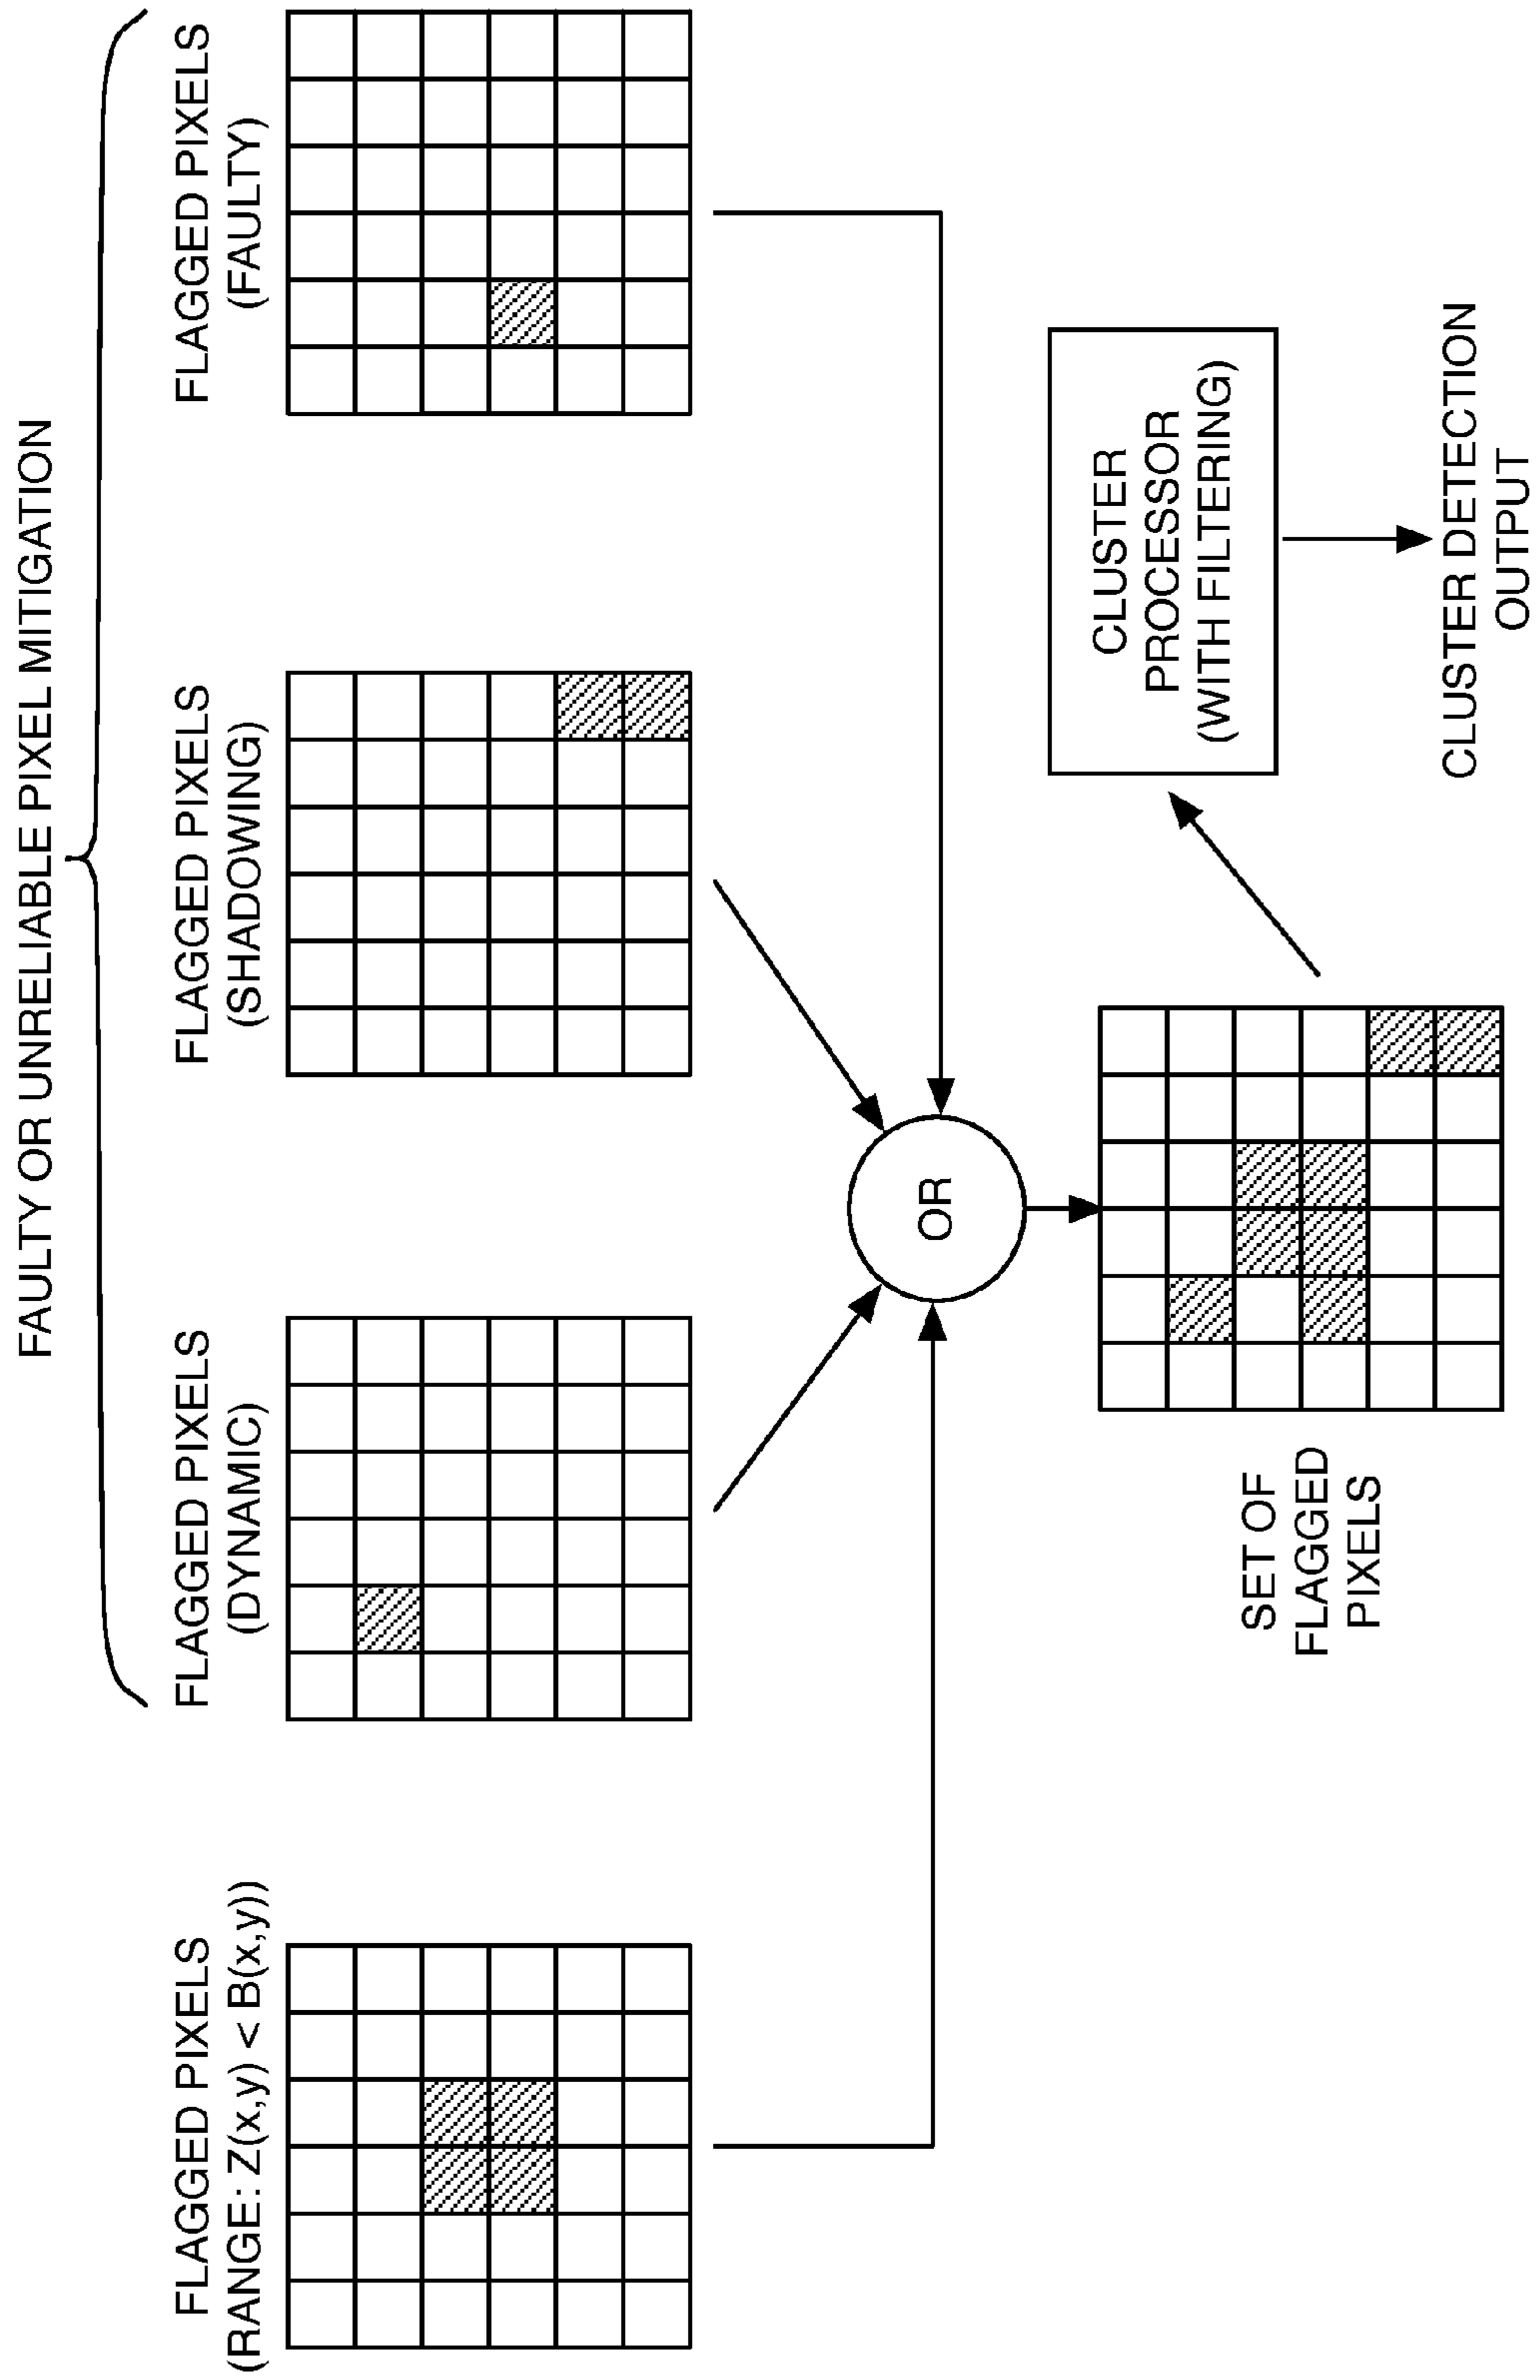 FAULTY OR UNRELIABLE PIXEL MITIGATION
FLAGGED PIXELS
(RANGE: Z(x,y) < B(x,y))
FLAGGED PIXELS
(DYNAMIC)
FLAGGED PIXELS
(SHADOWING)
FLAGGED PIXELS
(FAULTY)
OR
SET OF
FLAGGED
PIXELS
CLUSTER
PROCESSOR
(WITH FILTERING)
CLUSTER DETECTION
OUTPUT